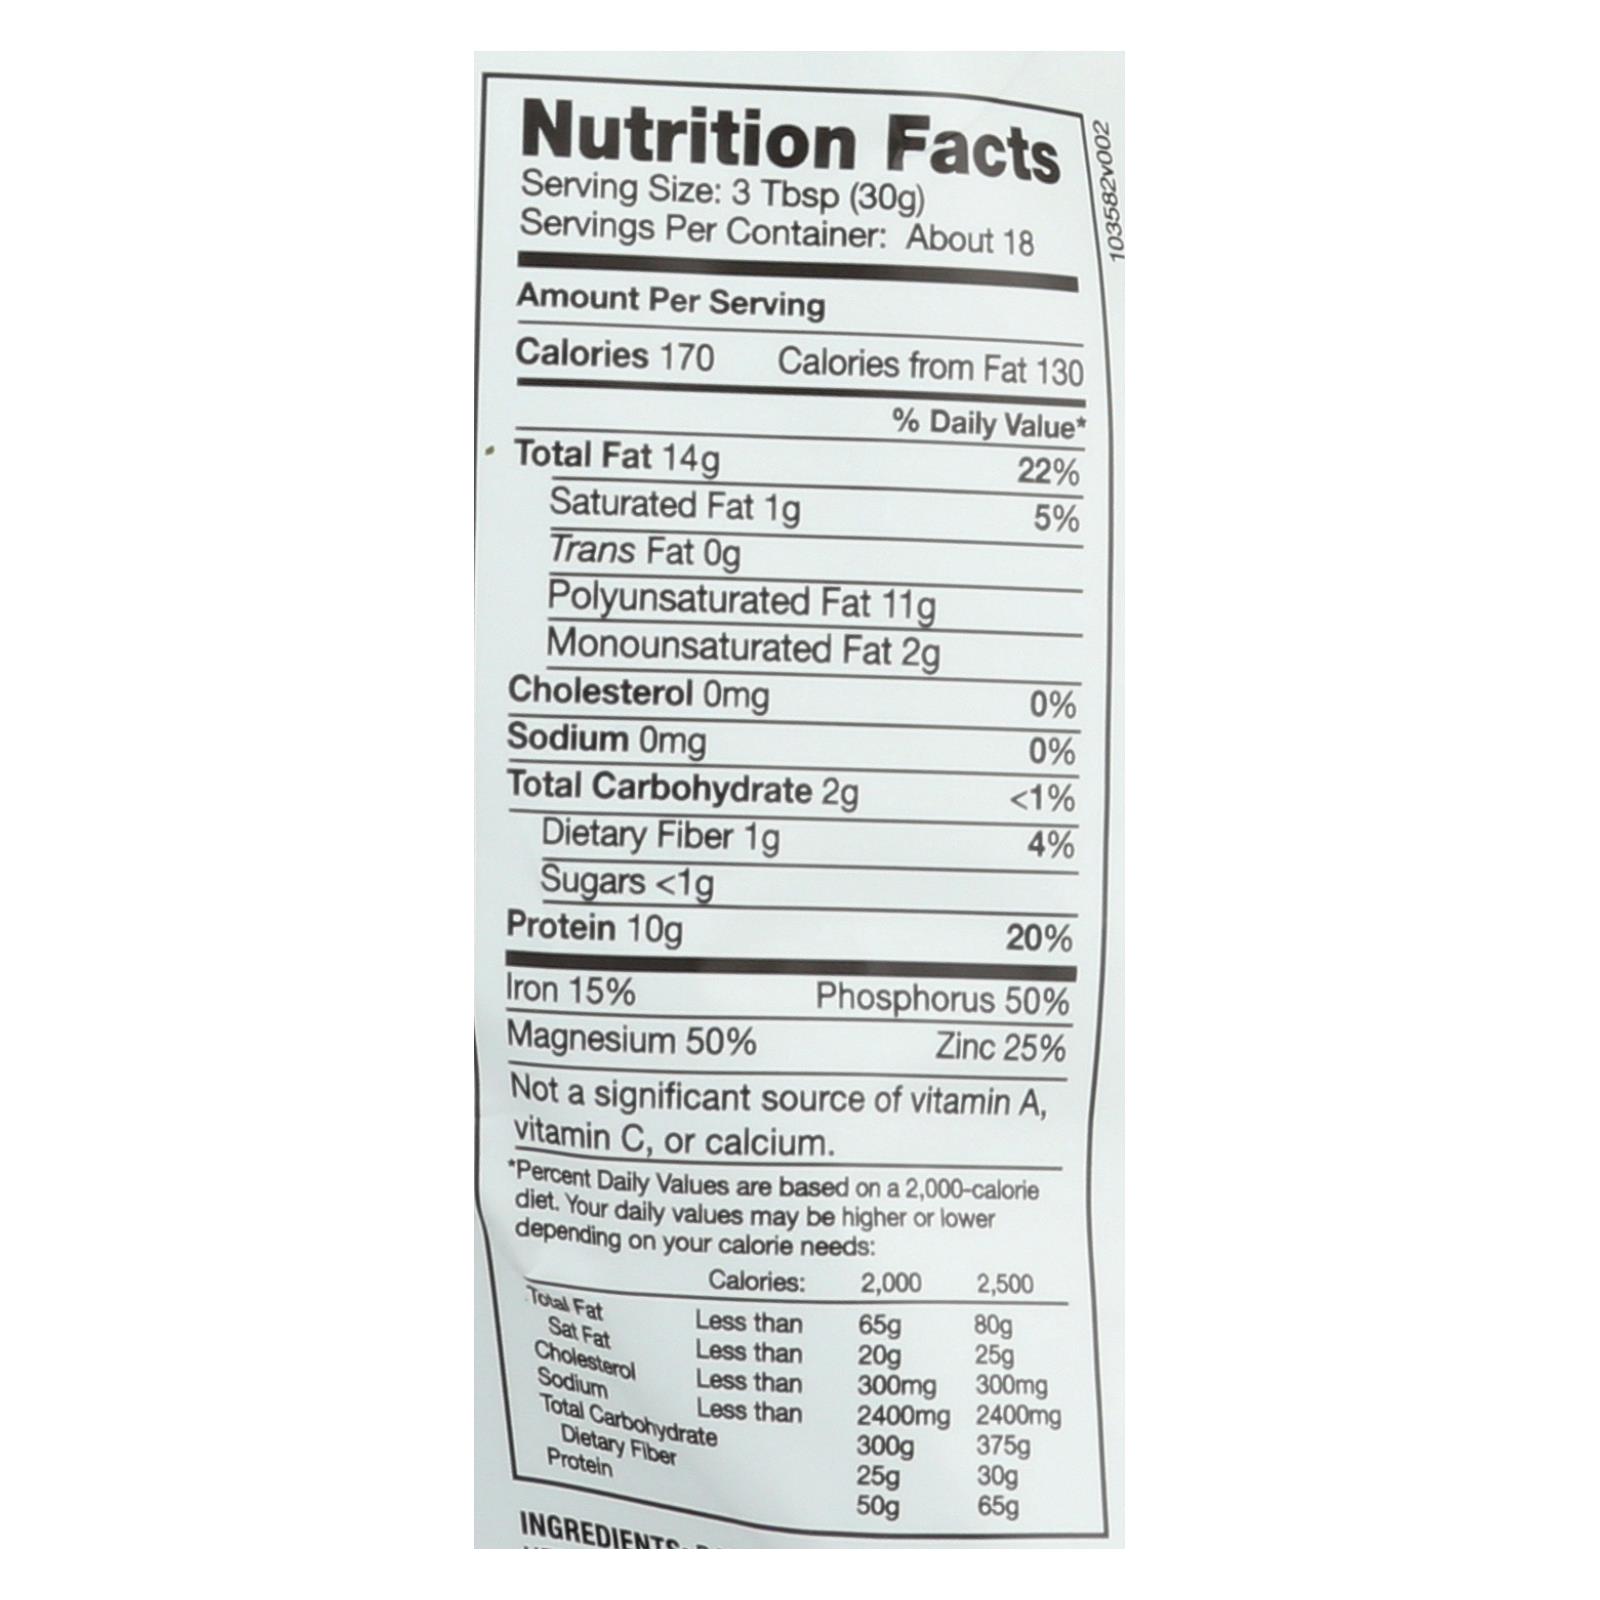 Nutrition Facts
Serving Size: 3 Tbsp (30g)
Servings Per Container: About 18
Amount Per Serving
Calories 170 Calories from Fat 130
% Daily Value*
Total Fat 14g 22%
Saturated Fat 1g 5%
Trans Fat 0g
Polyunsaturated Fat 11g
Monounsaturated Fat 2g
Cholesterol 0mg 0%
Sodium 0mg 0%
Total Carbohydrate 2g <1%
Dietary Fiber 1g 4%
Sugars <1g
Protein 10g 20%
Iron 15% Phosphorus 50%
Magnesium 50% Zinc 25%
Not a significant source of vitamin A,
vitamin C, or calcium.
*Percent Daily Values are based on a 2,000-calorie
diet. Your daily values may be higher or lower
depending on your calorie needs:
Calories: 2,000 2,500
Total Fat Less than 65g 80g
Sat Fat Less than 20g 25g
Cholesterol Less than 300mg 300mg
Sodium Less than 2400mg 2400mg
Total Carbohydrate 300g 375g
Dietary Fiber 25g 30g
Protein 50g 65g
INGREDIENTS:
103582v002